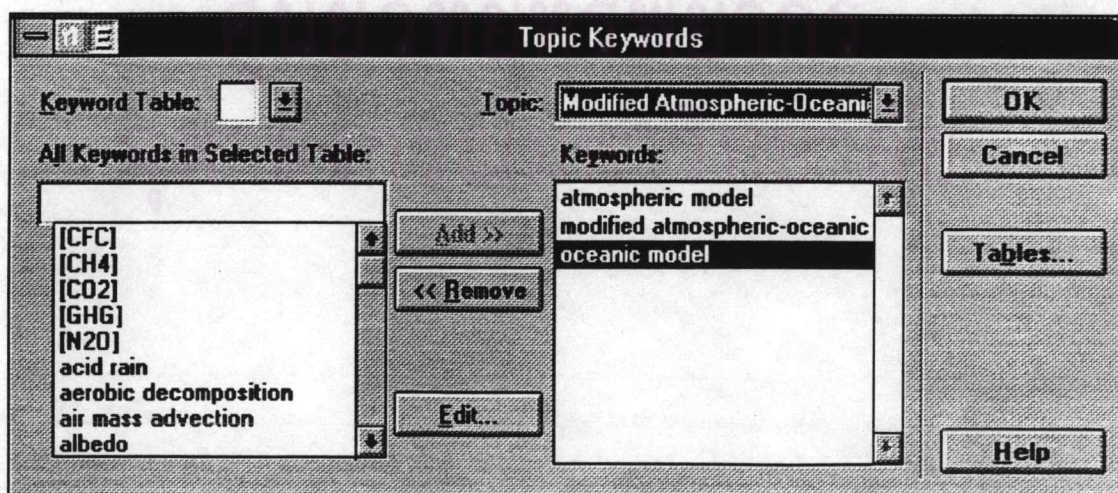 Topic Keywords
Keyword Table:
Topic: Modified Atmospheric-Oceani
All Keywords in Selected Table:
[CFC]
[CH4]
[CO2]
[GHG]
[N2O]
acid rain
aerobic decomposition
air mass advection
albedo
Add >>
<< Remove
Edit...
Keywords:
atmospheric model
modified atmospheric-oceanic
oceanic model
OK
Cancel
Tables...
Help